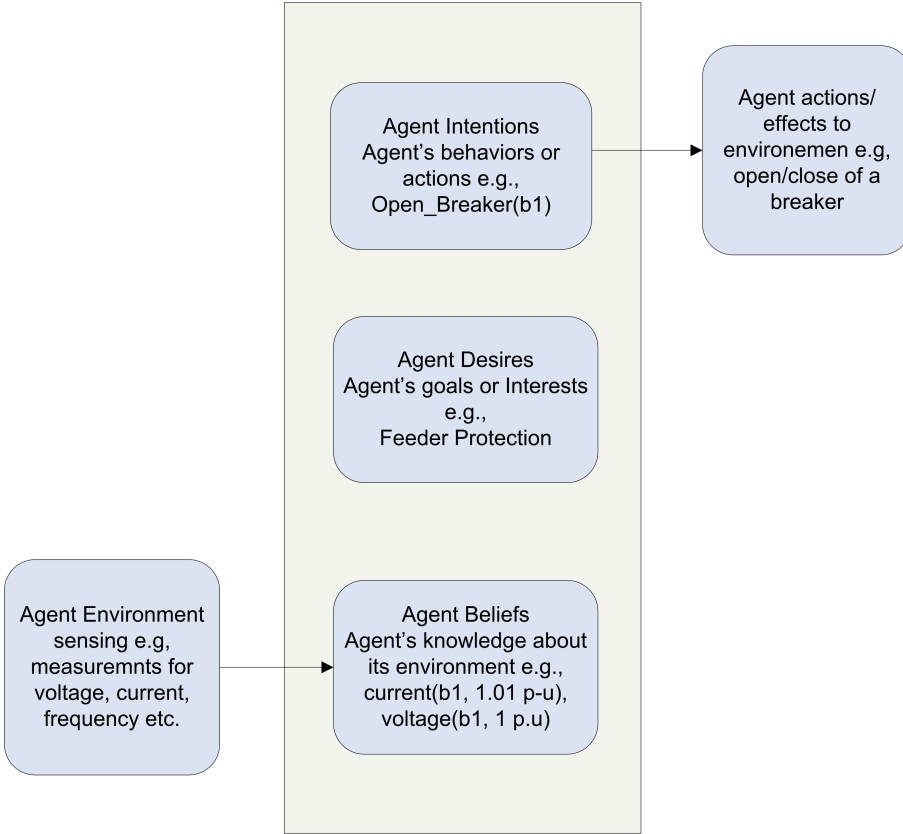 Agent Intentions
Agent's behaviors or
actions e.g.,
Open_Breaker(b1)
Agent actions/
effects to
environemen e.g,
open/close of a
breaker
Agent Desires
Agent's goals or Interests
e.g.,
Feeder Protection
Agent Environment
sensing e.g,
measuremnts for
voltage, current,
frequency etc.
Agent Beliefs
Agent's knowledge about
its environment e.g.,
current(b1, 1.01 p-u),
voltage(b1, 1 p.u)